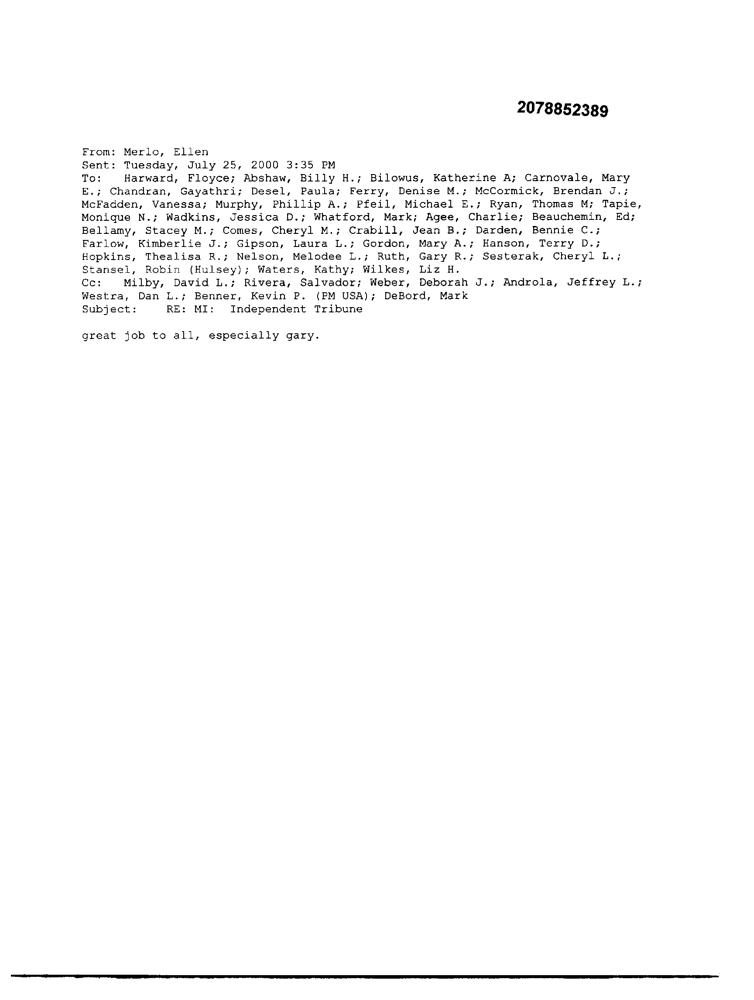 2078852389
From: Merlo, Ellen
Sent: Tuesday, July 25, 2000 3:35 PM
To: Harward, Floyce; Abshaw, Billy H.; Bilowus, Katherine A; Carnovale, Mary
E.; Chandran, Gayathri; Desel, Paula; Ferry, Denise M.; McCormick, Brendan J.;
McFadden, Vanessa; Murphy, Phillip A.; Pfeil, Michael E.; Ryan, Thomas M; Tapie,
Monique N.; Wadkins, Jessica D.; Whatford, Mark; Agee, Charlie; Beauchemin, Ed;
Bellamy, Stacey M.; Comes, Cheryl M.; Crabill, Jean B.; Darden, Bennie C.;
Farlow, Kimberlie J.; Gipson, Laura L.; Gordon, Mary A.; Hanson, Terry D.;
Hopkins, Thealisa R.; Nelson, Melodee L.; Ruth, Gary R.; Sesterak, Cheryl L.;
Stansel, Robin (Hulsey); Waters, Kathy; Wilkes, Liz H.
Cc: Milby, David L.; Rivera, Salvador; Weber, Deborah J.; Androla, Jeffrey L.;
Westra, Dan L.; Benner, Kevin P. (PM USA); DeBord, Mark
Subject: RE: MI: Independent Tribune
great job to all, especially gary.